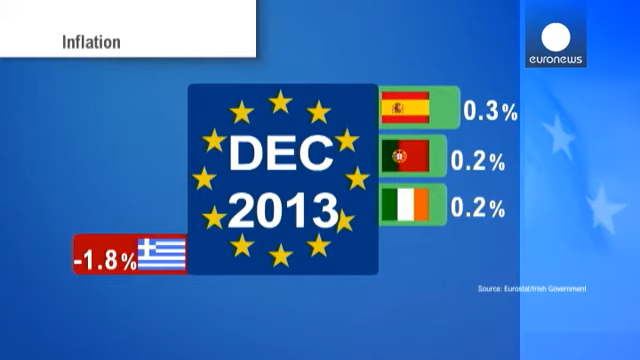 Inflation
euronews
DEC
2013
0.3%
0.2%
0.2%
-1.8%
Source: Eurostat/Irish Government